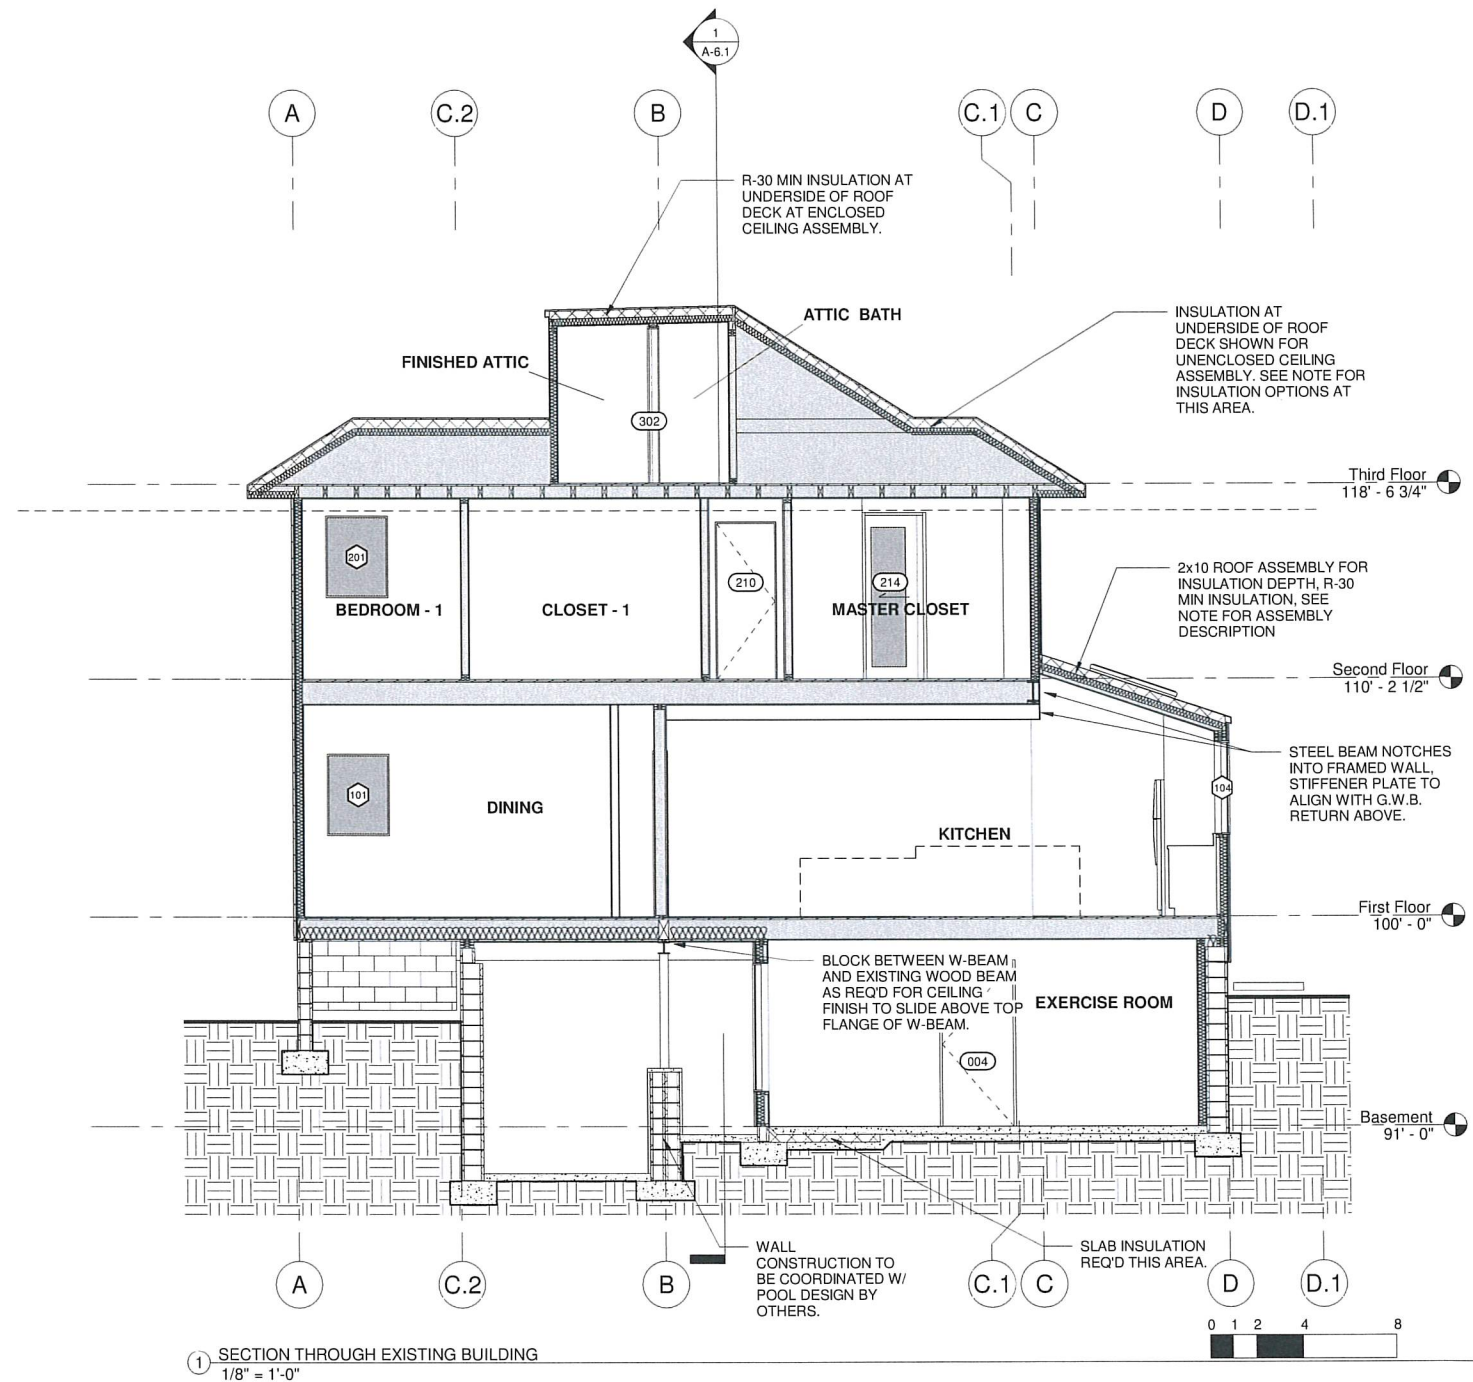 1
A-6.1
A
C.2
B
C.1
C
D
D.1
R-30 MIN INSULATION AT
UNDERSIDE OF ROOF
DECK AT ENCLOSED
CEILING ASSEMBLY.
ATTIC BATH
FINISHED ATTIC
302
INSULATION AT
UNDERSIDE OF ROOF
DECK SHOWN FOR
UNENCLOSED CEILING
ASSEMBLY. SEE NOTE FOR
INSULATION OPTIONS AT
THIS AREA.
Third Floor
118' - 6 3/4"
201
BEDROOM - 1
CLOSET - 1
210
214
MASTER CLOSET
2x10 ROOF ASSEMBLY FOR
INSULATION DEPTH, R-30
MIN INSULATION, SEE
NOTE FOR ASSEMBLY
DESCRIPTION
Second Floor
110' - 2 1/2"
STEEL BEAM NOTCHES
INTO FRAMED WALL,
STIFFENER PLATE TO
ALIGN WITH G.W.B.
RETURN ABOVE.
101
DINING
KITCHEN
104
First Floor
100' - 0"
BLOCK BETWEEN W-BEAM
AND EXISTING WOOD BEAM
AS REQ'D FOR CEILING
FINISH TO SLIDE ABOVE TOP
FLANGE OF W-BEAM.
EXERCISE ROOM
004
Basement
91' - 0"
WALL
CONSTRUCTION TO
BE COORDINATED W/
POOL DESIGN BY
OTHERS.
SLAB INSULATION
REQ'D THIS AREA.
A
C.2
B
C.1
C
D
D.1
0 1 2 4 8
1 SECTION THROUGH EXISTING BUILDING
1/8" = 1'-0"